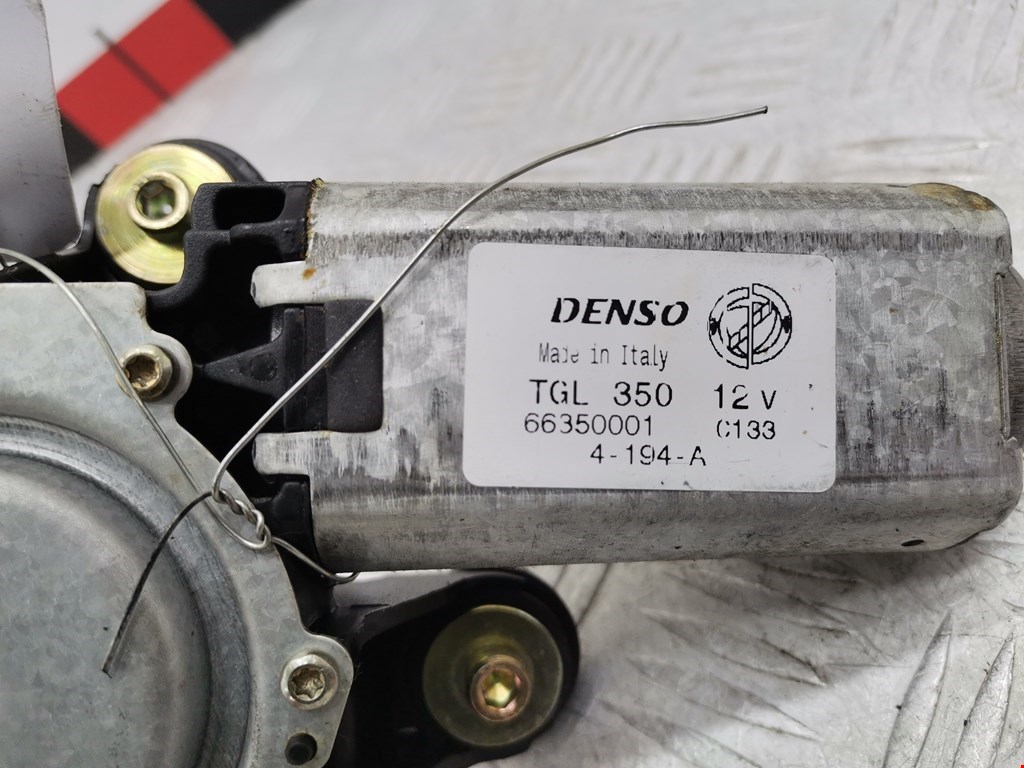 DENSO
Made in Italy
TGL 350 12 V
66350001 C133
4-194-A